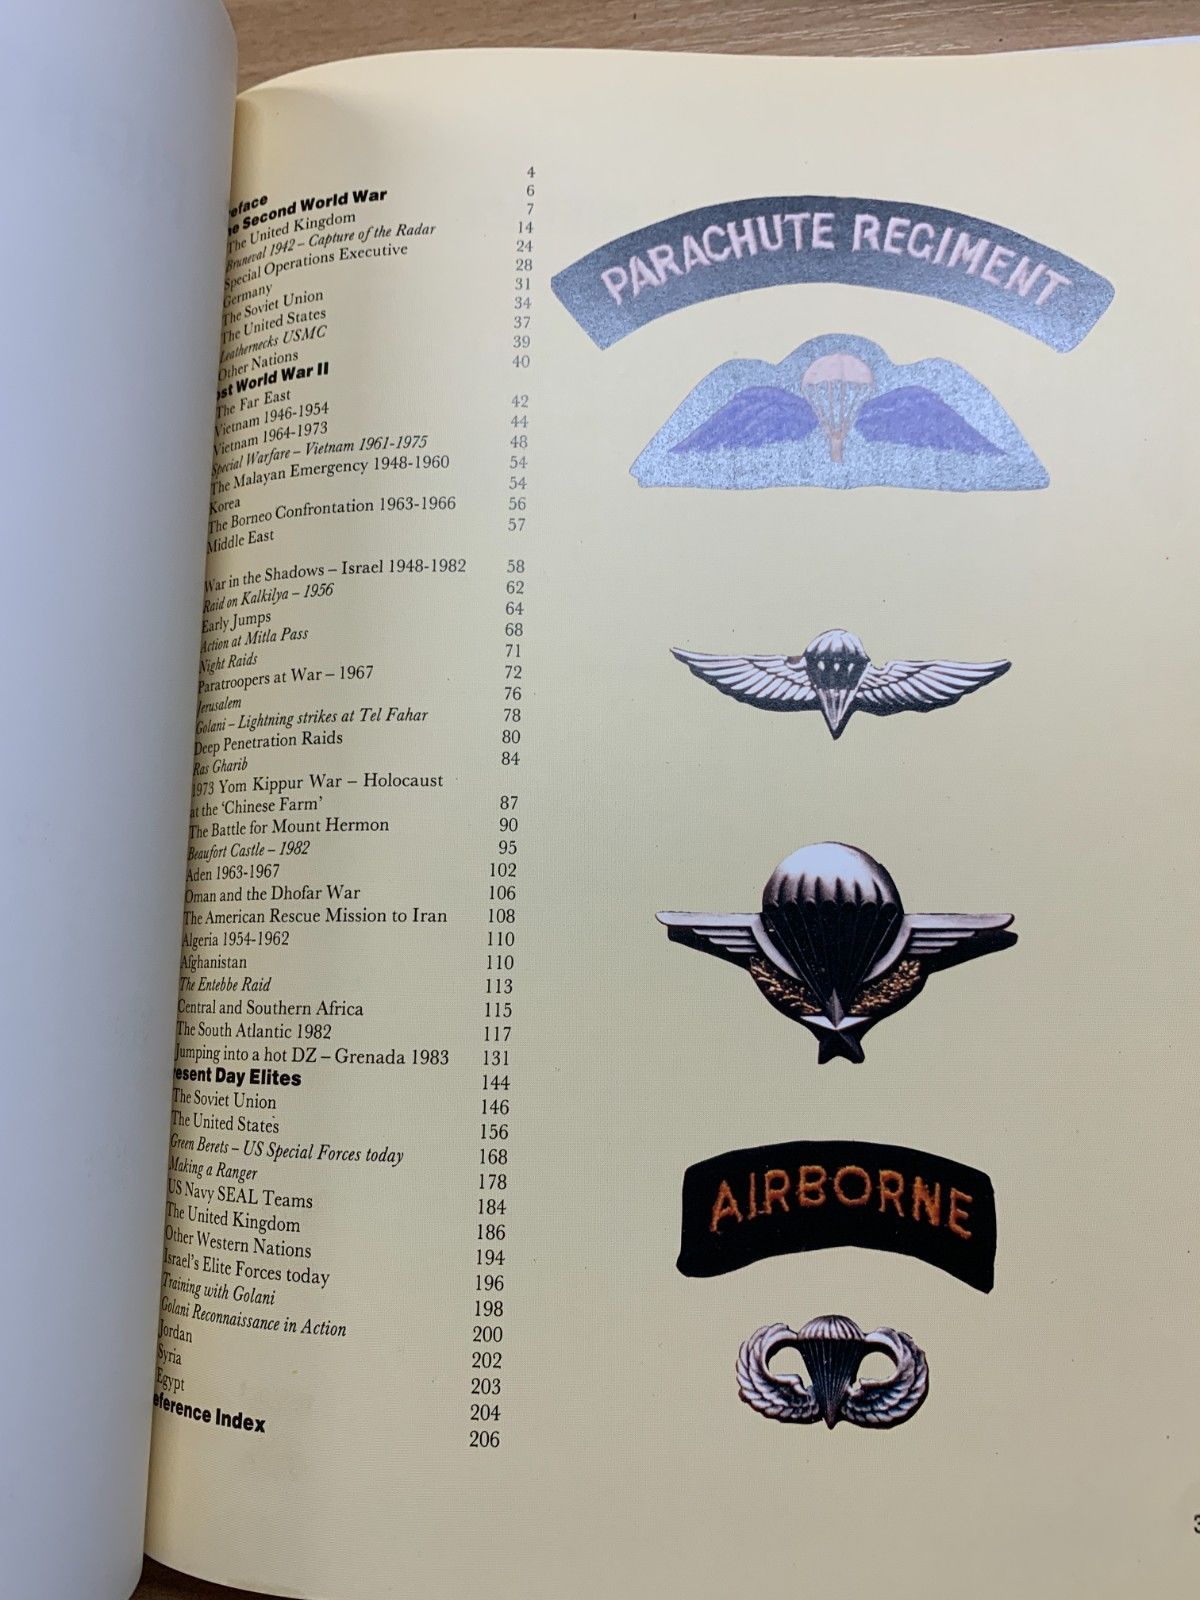 eface 4
e Second World War 6
The United Kingdom 7
Bruneval 1942 – Capture of the Radar 14
Special Operations Executive 24
Germany 28
The Soviet Union 31
The United States 34
Leathernecks USMC 37
Other Nations 39
ost World War II 40
The Far East
Vietnam 1946-1954 42
Vietnam 1964-1973 44
Special Warfare – Vietnam 1961-1975 48
The Malayan Emergency 1948-1960 54
Korea 54
The Borneo Confrontation 1963-1966 56
Middle East 57
War in the Shadows – Israel 1948-1982 58
Raid on Kalkilya – 1956 62
Early Jumps 64
Action at Mitla Pass 68
Night Raids 71
Paratroopers at War – 1967 72
Jerusalem 76
Golani – Lightning strikes at Tel Fahar 78
Deep Penetration Raids 80
Ras Gharib 84
1973 Yom Kippur War – Holocaust
at the 'Chinese Farm' 87
The Battle for Mount Hermon 90
Beaufort Castle – 1982 95
Aden 1963-1967 102
Oman and the Dhofar War 106
The American Rescue Mission to Iran 108
Algeria 1954-1962 110
Afghanistan 110
The Entebbe Raid 113
Central and Southern Africa 115
The South Atlantic 1982 117
Jumping into a hot DZ – Grenada 1983 131
resent Day Elites 144
The Soviet Union 146
The United States 156
Green Berets – US Special Forces today 168
Making a Ranger 178
US Navy SEAL Teams 184
The United Kingdom 186
Other Western Nations 194
Israel's Elite Forces today 196
Training with Golani 198
Golani Reconnaissance in Action 200
Jordan 202
Syria 203
Egypt 204
eference Index 206
PARACHUTE REGIMENT
AIRBORNE
3